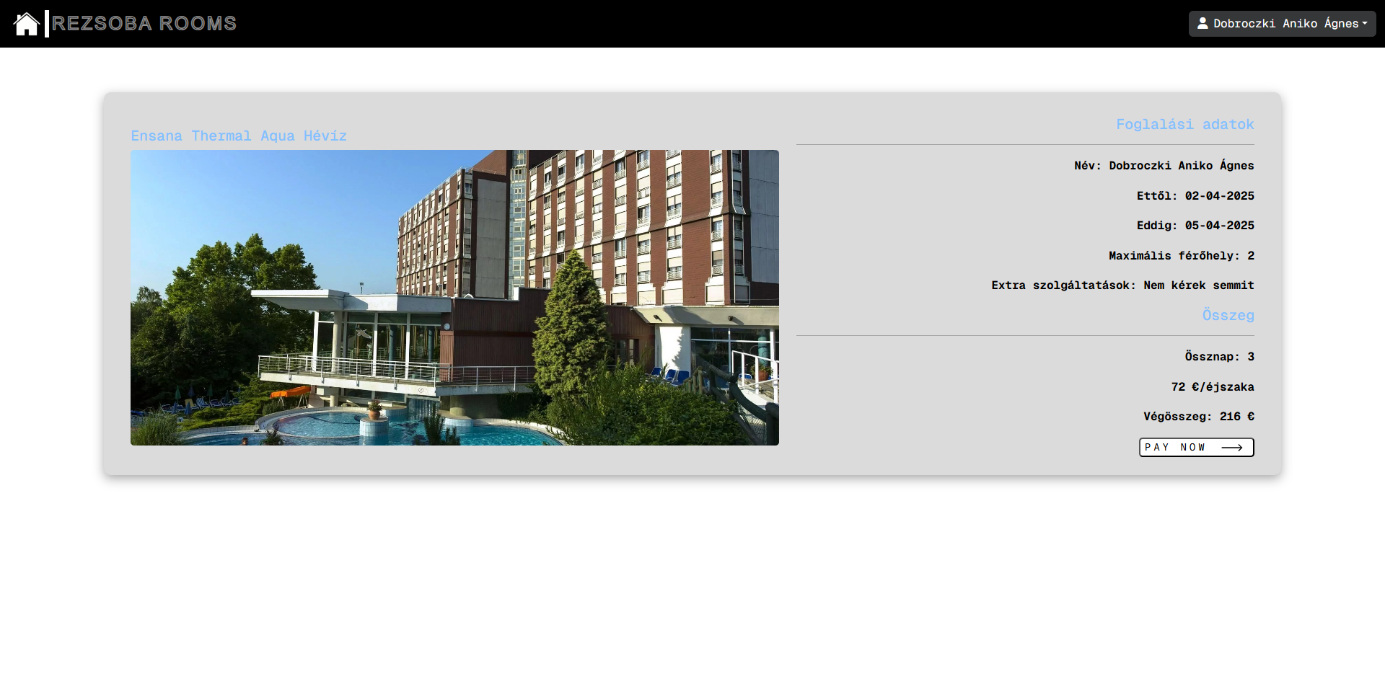 REZSOBA ROOMS
Dobroczki Aniko Ágnes
Ensana Thermal Aqua Hévíz
Foglalási adatok
Név: Dobroczki Aniko Ágnes
Ettől: 02-04-2025
Eddig: 05-04-2025
Maximális férőhely: 2
Extra szolgáltatások: Nem kérek semmit
Összeg
Össznap: 3
72 €/éjszaka
Végösszeg: 216 €
PAY NOW